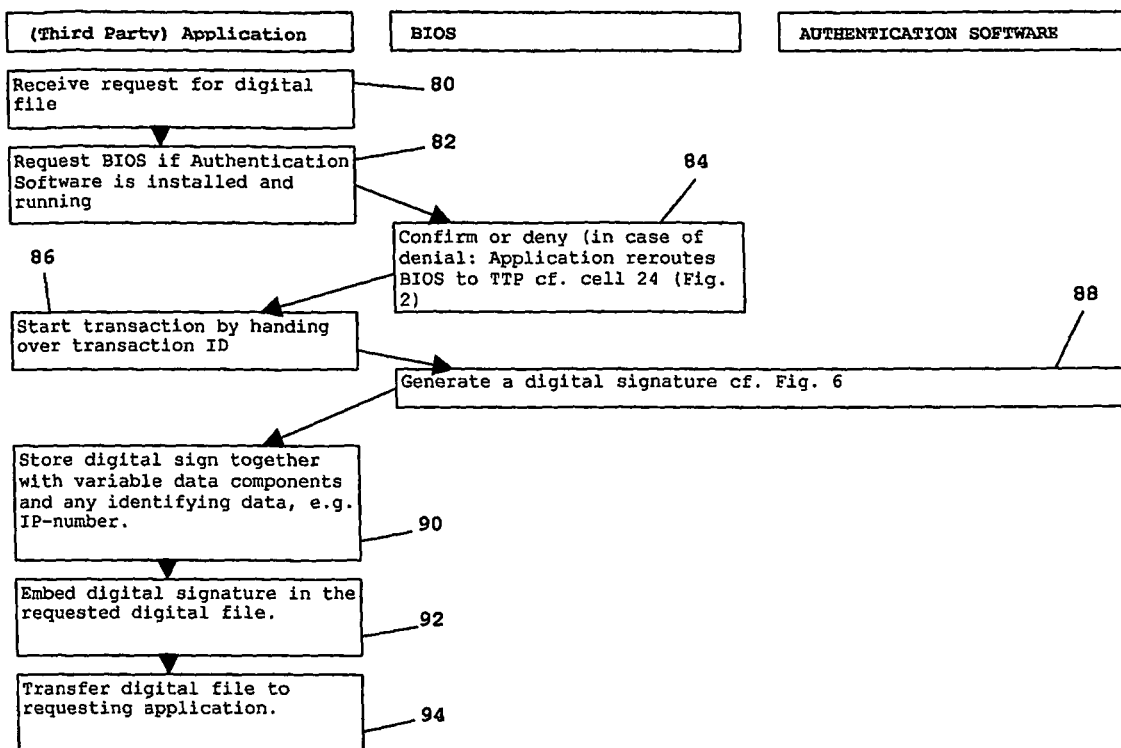 (Third Party) Application
BIOS
AUTHENTICATION SOFTWARE
Receive request for digital
file
80
Request BIOS if Authentication
Software is installed and
running
82
84
Confirm or deny (in case of
denial: Application reroutes
BIOS to TTP cf. cell 24 (Fig.
2)
86
Start transaction by handing
over transaction ID
88
Generate a digital signature cf. Fig. 6
Store digital sign together
with variable data components
and any identifying data, e.g.
IP-number.
90
Embed digital signature in the
requested digital file.
92
Transfer digital file to
requesting application.
94